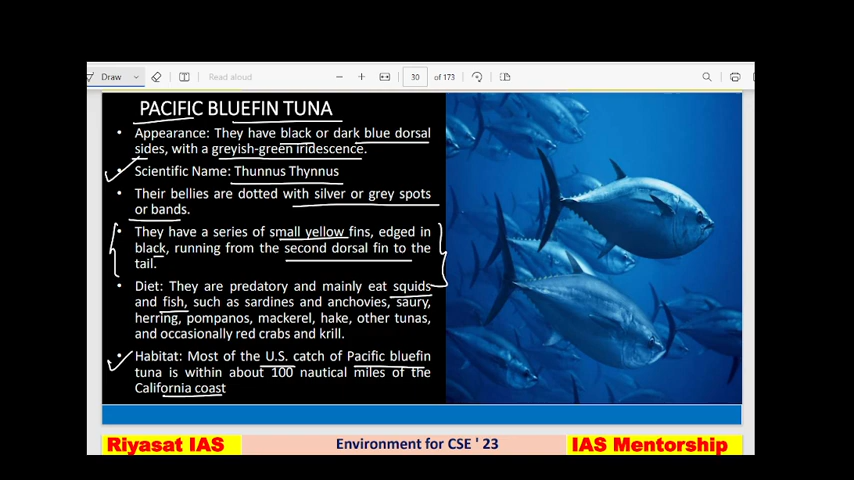 Draw
Read aloud
30 of 173
PACIFIC BLUEFIN TUNA
• Appearance: They have black or dark blue dorsal
sides, with a greyish-green iridescence.
• Scientific Name: Thunnus Thynnus
• Their bellies are dotted with silver or grey spots
or bands.
• They have a series of small yellow fins, edged in
black, running from the second dorsal fin to the
tail.
• Diet: They are predatory and mainly eat squids
and fish, such as sardines and anchovies, saury,
herring, pompanos, mackerel, hake, other tunas,
and occasionally red crabs and krill.
• Habitat: Most of the U.S. catch of Pacific bluefin
tuna is within about 100 nautical miles of the
California coast
Riyasat IAS
Environment for CSE ' 23
IAS Mentorship